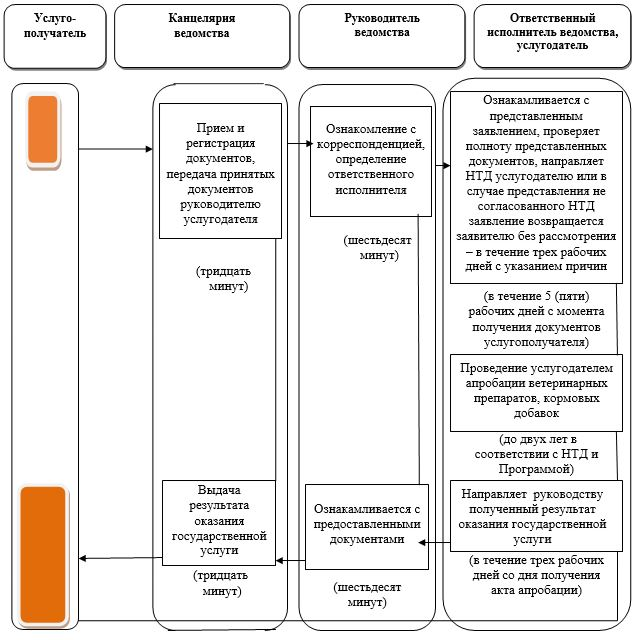 Услуго-
получатель
Канцелярия
ведомства
Руководитель
ведомства
Ответственный
исполнитель ведомства,
услугодатель
Прием и
регистрация
документов,
передача принятых
документов
руководителю
услугодателя
(тридцать
минут)
Ознакомление с
корреспонденцией,
определение
ответственного
исполнителя
(шестьдесят
минут)
Ознакамливается с
представленным
заявлением, проверяет
полноту представленных
документов, направляет
НТД услугодателю или в
случае представления не
согласованного НТД
заявление возвращается
заявителю без рассмотрения
– в течение трех рабочих
дней с указанием причин
(в течение 5 (пяти)
рабочих дней с момента
получения документов
услугополучателя)
Проведение услугодателем
апробации ветеринарных
препаратов, кормовых
добавок
(до двух лет в
соответствии с НТД и
Программой)
Выдача
результата
оказания
государственной
услуги
(тридцать
минут)
Ознакамливается с
предоставленными
документами
(шестьдесят
минут)
Направляет руководству
полученный результат
оказания государственной
услуги
(в течение трех рабочих
дней со дня получения
акта апробации)